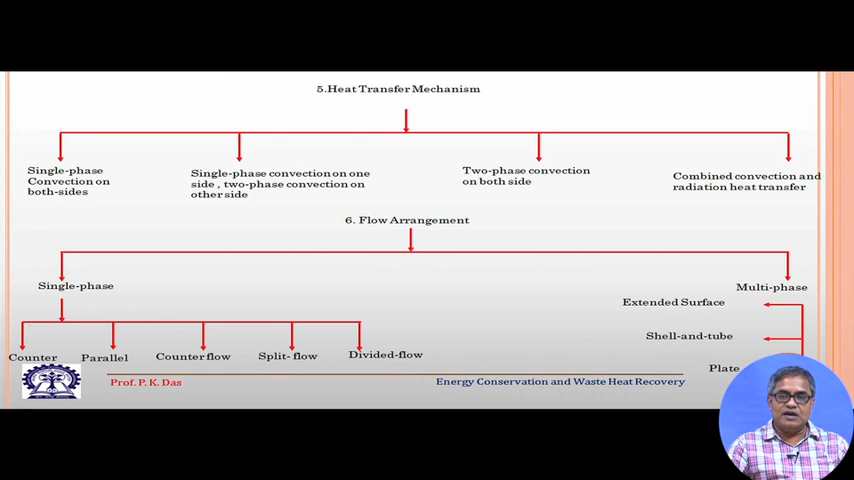 5.Heat Transfer Mechanism
Single-phase
Convection on
both-sides
Single-phase convection on one
side , two-phase convection on
other side
Two-phase convection
on both side
Combined convection and
radiation heat transfer
6. Flow Arrangement
Single-phase
Multi-phase
Extended Surface
Shell-and-tube
Plate
Counter
Parallel
Counter flow
Split- flow
Divided-flow
Prof. P. K. Das
Energy Conservation and Waste Heat Recovery